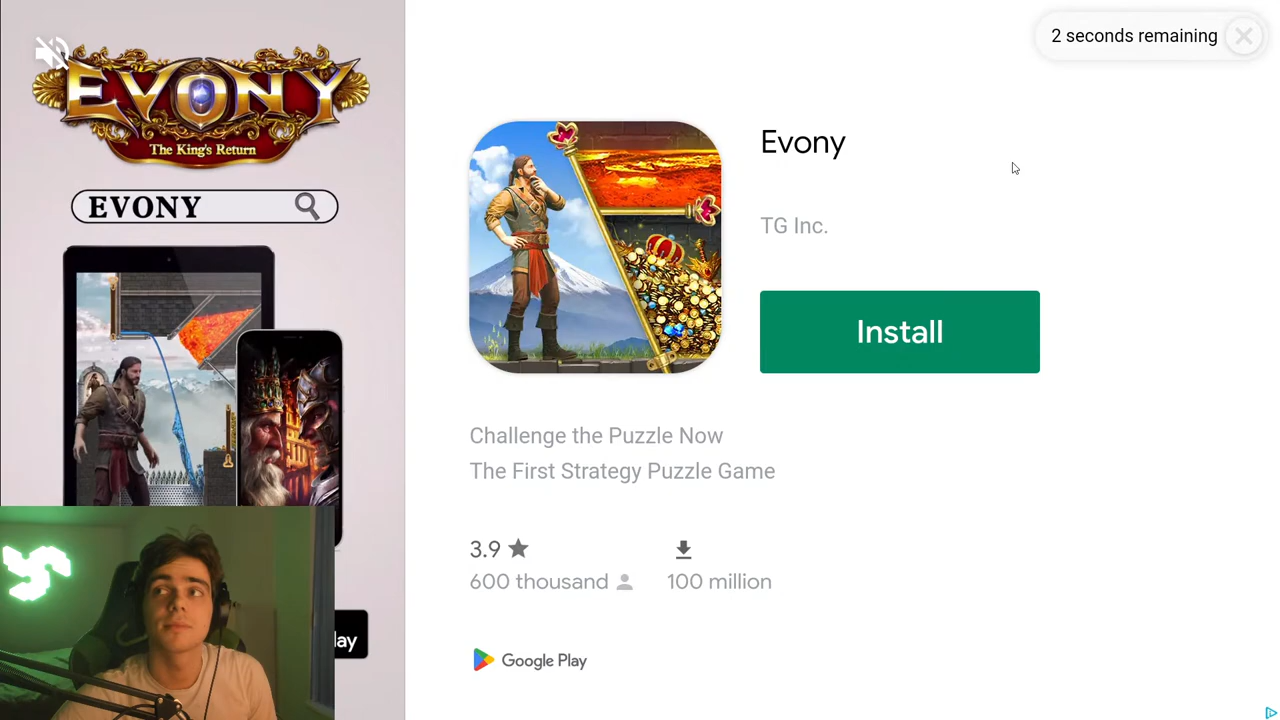 EVONY
The King's Return
EVONY
lay
2 seconds remaining
Evony
TG Inc.
Install
Challenge the Puzzle Now
The First Strategy Puzzle Game
3.9
600 thousand
100 million
Google Play